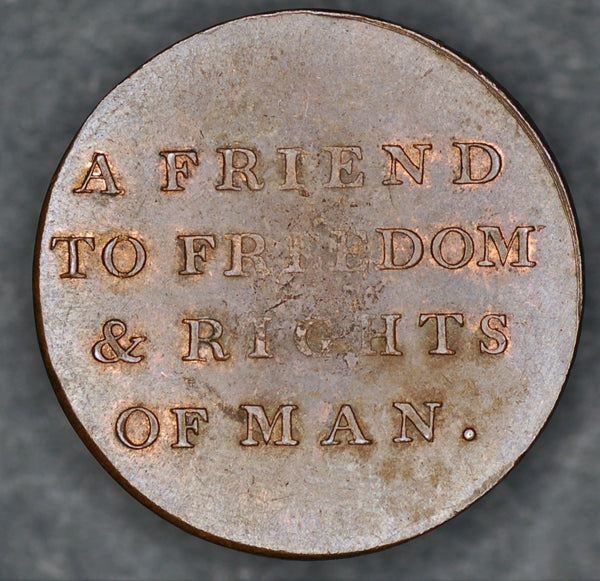 A FRIEND
TO FREEDOM
& RIGHTS
OF MAN.